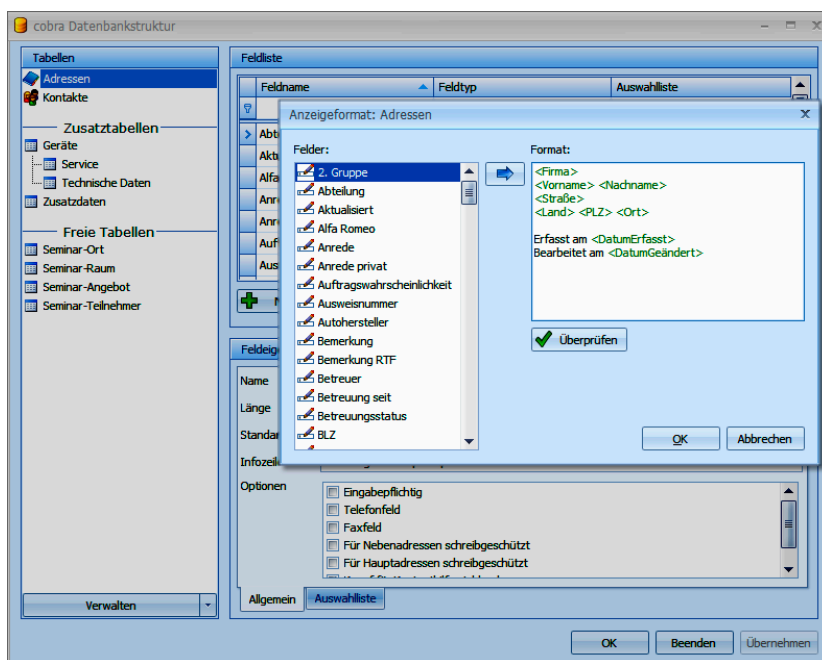 cobra Datenbankstruktur
Tabellen
Adressen
Kontakte
Zusatztabellen
Geräte
Service
Technische Daten
Zusatzdaten
Freie Tabellen
Seminar-Ort
Seminar-Raum
Seminar-Angebot
Seminar-Teilnehmer
Verwalten
Feldliste
Feldname Feldtyp Auswahlliste
Anzeigeformat: Adressen
Felder:
2. Gruppe
Abteilung
Aktualisiert
Alfa Romeo
Anrede
Anrede privat
Auftragswahrscheinlichkeit
Ausweisnummer
Autohersteller
Bemerkung
Bemerkung RTF
Betreuer
Betreuung seit
Betreuungsstatus
BLZ
Format:
<Firma>
<Vorname> <Nachname>
<Straße>
<Land> <PLZ> <Ort>
Erfasst am <DatumErfasst>
Bearbeitet am <DatumGeändert>
Überprüfen
OK Abbrechen
Name
Länge
Optionen
Eingabepflichtig
Telefonfeld
Faxfeld
Für Nebenadressen schreibgeschützt
Für Hauptadressen schreibgeschützt
Allgemein Auswahlliste
OK Beenden Übernehmen